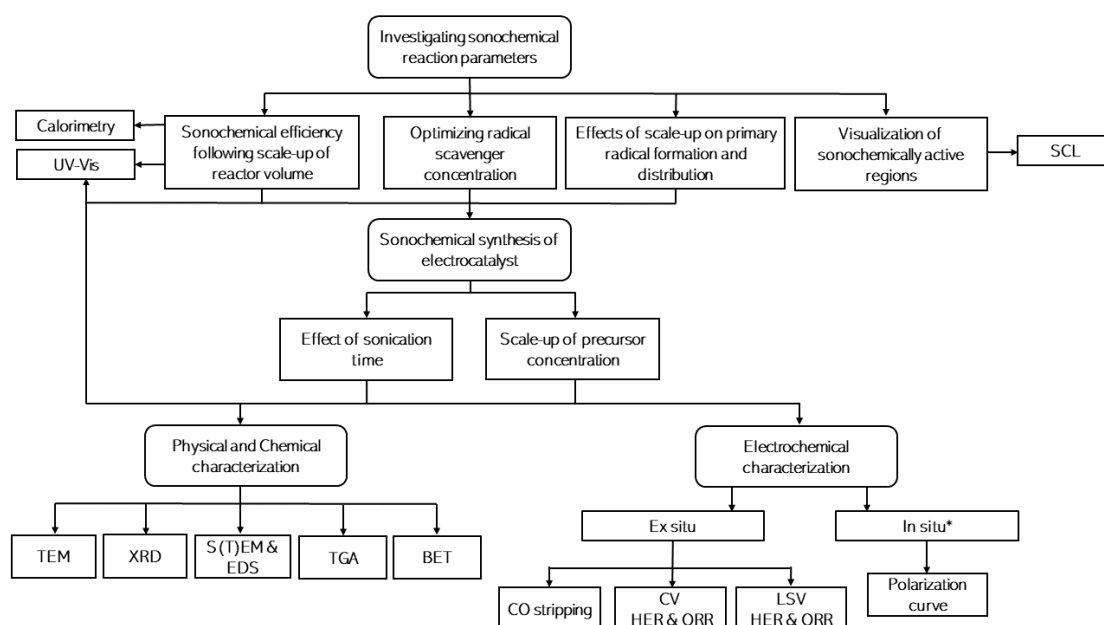 Investigating sonochemical
reaction parameters
Calorimetry
UV-Vis
Sonochemical efficiency
following scale-up of
reactor volume
Optimizing radical
scavenger
concentration
Effects of scale-up on primary
radical formation and
distribution
Visualization of
sonochemically active
regions
SCL
Sonochemical synthesis of
electrocatalyst
Effect of sonication
time
Scale-up of precursor
concentration
Physical and Chemical
characterization
Electrochemical
characterization
TEM
XRD
S(T)EM &
EDS
TGA
BET
Ex situ
In situ*
CO stripping
CV
HER & ORR
LSV
HER & ORR
Polarization
curve